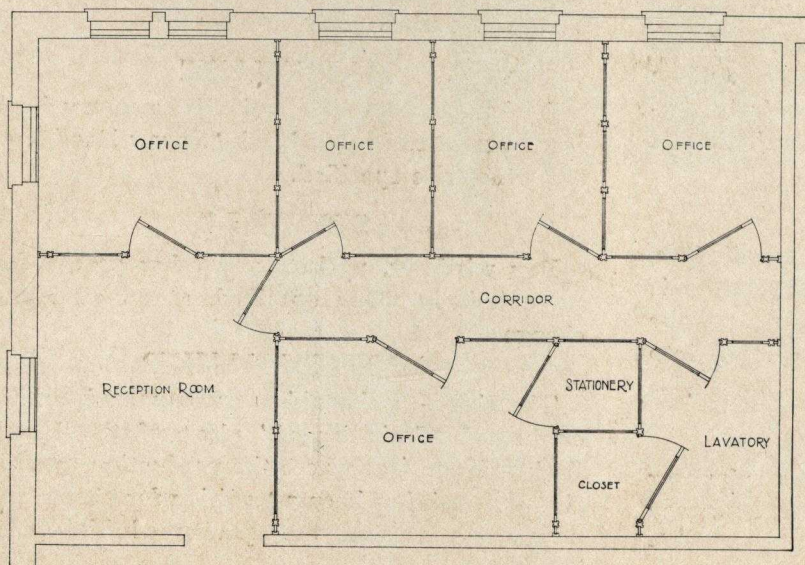 OFFICE
OFFICE
OFFICE
OFFICE
CORRIDOR
RECEPTION ROOM
STATIONERY
OFFICE
LAVATORY
CLOSET